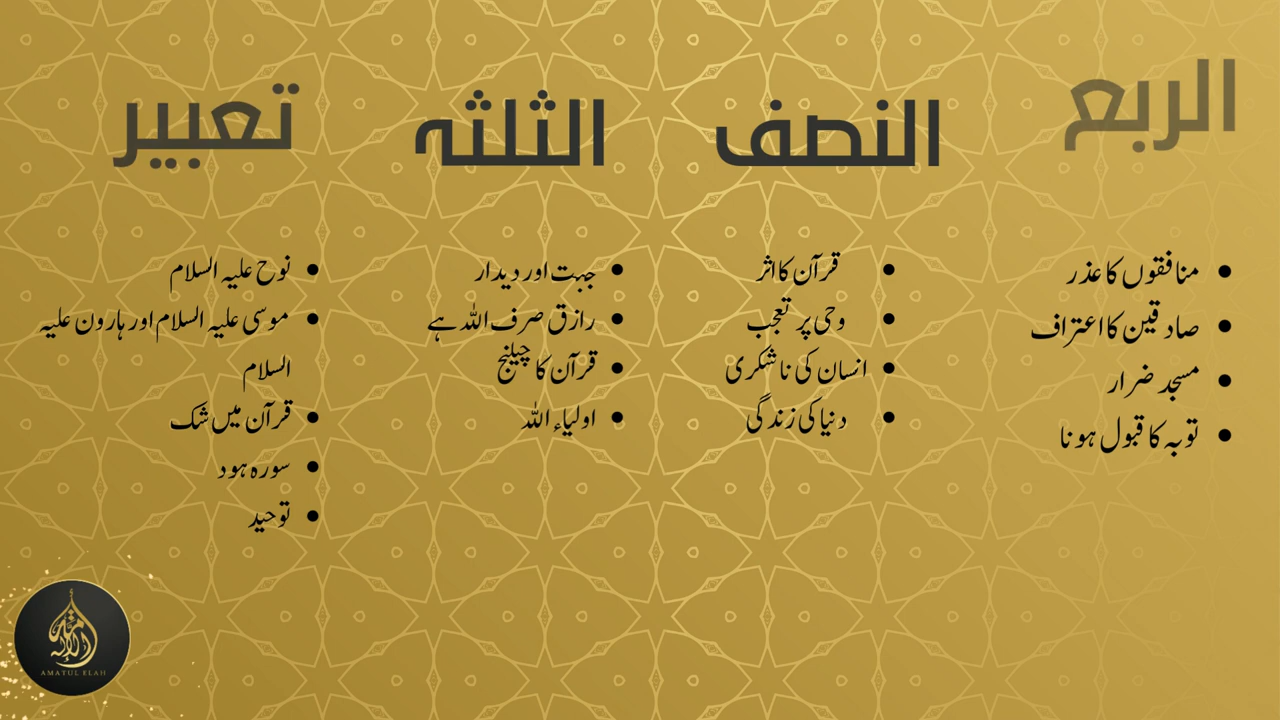 الربع
منافقوں کا عذر
صادقین کا اعتراف
مسجد ضرار
توبہ کا قبول ہونا
النصف
قرآن کا اثر
وحی پر تعجب
انسان کی ناشکری
دنیا کی زندگی
الثلثه
جہت اور دیدار
رازق صرف اللہ ہے
قرآن کا چیلنج
اولیاء اللہ
تعبیر
نوح علیہ السلام
موسی علیہ السلام اور ہارون علیہ
السلام
قرآن میں شک
سورہ ہود
توحید
AMATUL ELAH